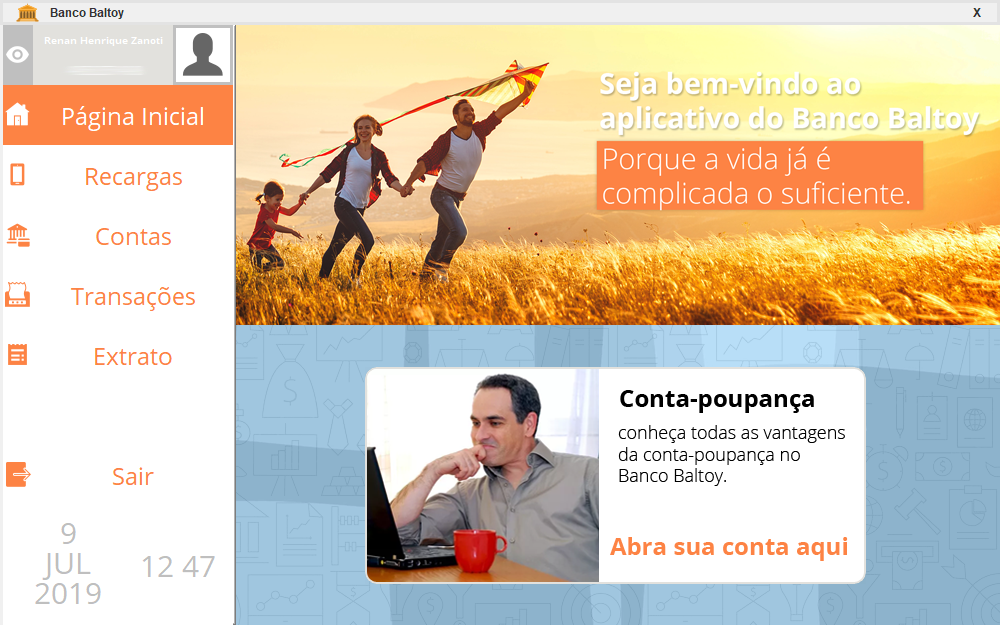 Banco Baltoy
X
Renan Henrique Zanoti
Página Inicial
Recargas
Contas
Transações
Extrato
Sair
9
JUL
2019
12 47
Seja bem-vindo ao
aplicativo do Banco Baltoy
Porque a vida já é
complicada o suficiente.
Conta-poupança
conheça todas as vantagens
da conta-poupança no
Banco Baltoy.
Abra sua conta aqui